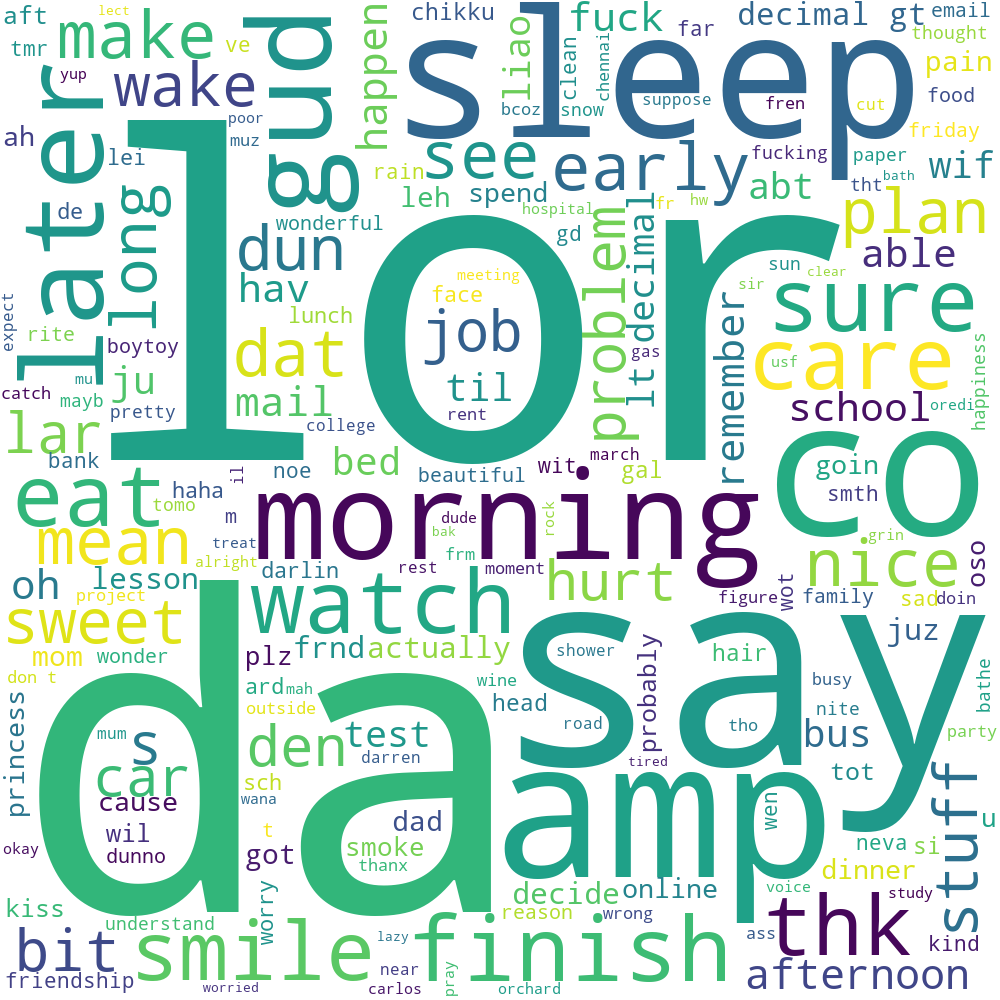 aft
lect
make
tmr
ve
yup
later
wake
gud
happen
chikku
liao
fuck
clean
chennai
far
decimal
gt
email
thought
sleep
bcoz
snow
suppose
fren
cut
pain
food
friday
ah
lei
poor
muz
see
early
fucking
paper
bath
wif
rain
leh
spend
abt
tht
de
long
wonderful
hospital
fr
hw
plan
lor
dun
gd
problem
lt decimal
able
sun
clear
hav
meeting
face
job
sir
sure
expect
rite
lunch
boytoy
dat
til
gas
remember
care
usf
happiness
catch
mu
ju
mayb
pretty
mail
rent
school
oredi
lar
college
march
co
bank
noe
bed
beautiful
wit
gal
goin
smth
eat
haha
il
tomo
m
morning
dude
bak
rock
grin
mean
treat
alright
frm
darlin
rest
moment
nice
oso
oh
lesson
project
watch
hurt
figure
wot
family
sad
doin
sweet
juz
mom
wonder
plz
frnd
actually
shower
say
hair
don t
ard
mah
wine
probably
busy
bathe
princess
outside
head
road
tho
nite
party
mum
s
da
den
test
bus
car
darren
tired
sch
wana
amp
tot
cause
wen
stuff
wil
t
dad
u
okay
dunno
got
smoke
neva
si
thanx
dinner
voice
study
kiss
worry
decide
online
understand
reason
wrong
thk
bit
smile
lazy
finish
ass
kind
friendship
near
pray
afternoon
worried
carlos
orchard